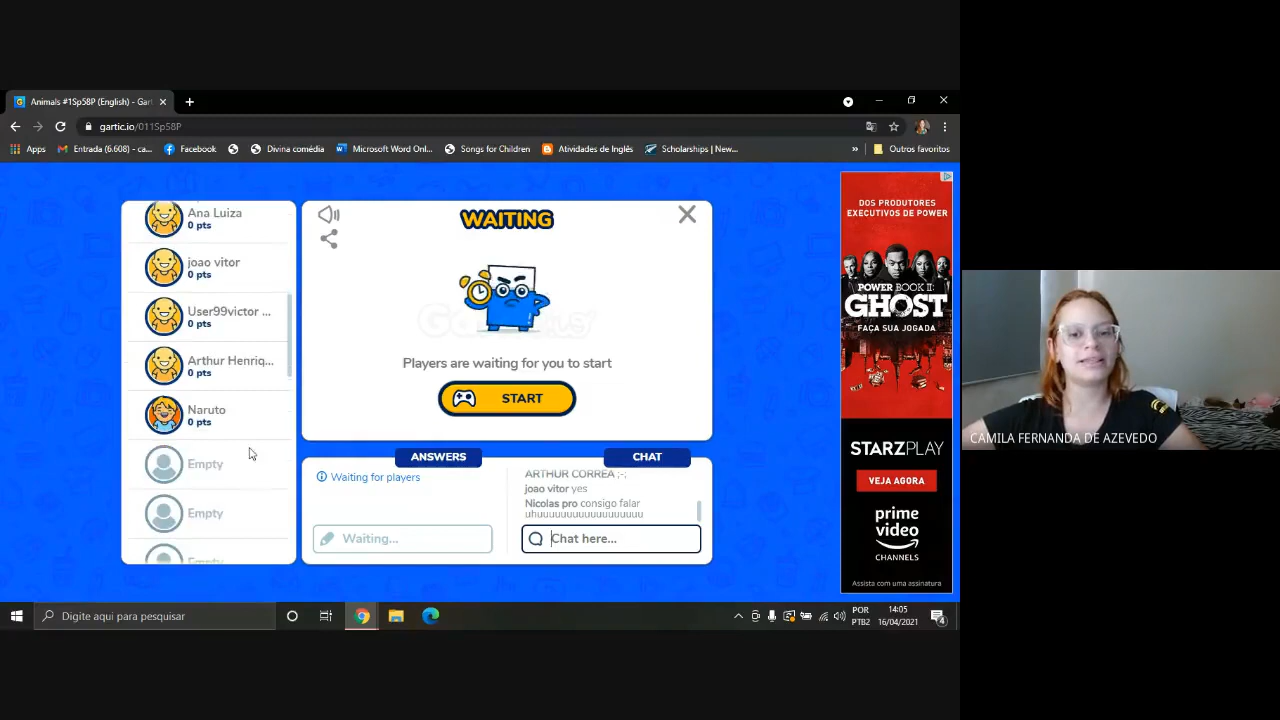 Animals #1Sp58P (English) - Gart
gartic.io/011Sp58P
Apps
Entrada (6.608) - ca...
Facebook
Divina comédia
Microsoft Word Onl...
Songs for Children
Atividades de Inglês
Scholarships | New...
»
Outros favoritos
Ana Luiza
0 pts
joao vitor
0 pts
User99victor ...
0 pts
Arthur Henriq...
0 pts
Naruto
0 pts
Empty
Empty
Empty
WAITING
Players are waiting for you to start
START
ANSWERS
Waiting for players
Waiting...
CHAT
ARTHUR CORREA ;-;
joao vitor yes
Nicolas pro consigo falar
uhuuuuuuuuuuuuuuuuuu
Chat here...
DOS PRODUTORES
EXECUTIVOS DE POWER
POWER BOOK II:
GHOST
FAÇA SUA JOGADA
STARZPLAY
VEJA AGORA
prime
video
CHANNELS
Assista com uma assinatura
CAMILA FERNANDA DE AZEVEDO
Digite aqui para pesquisar
POR
PTB2
14:05
16/04/2021
4